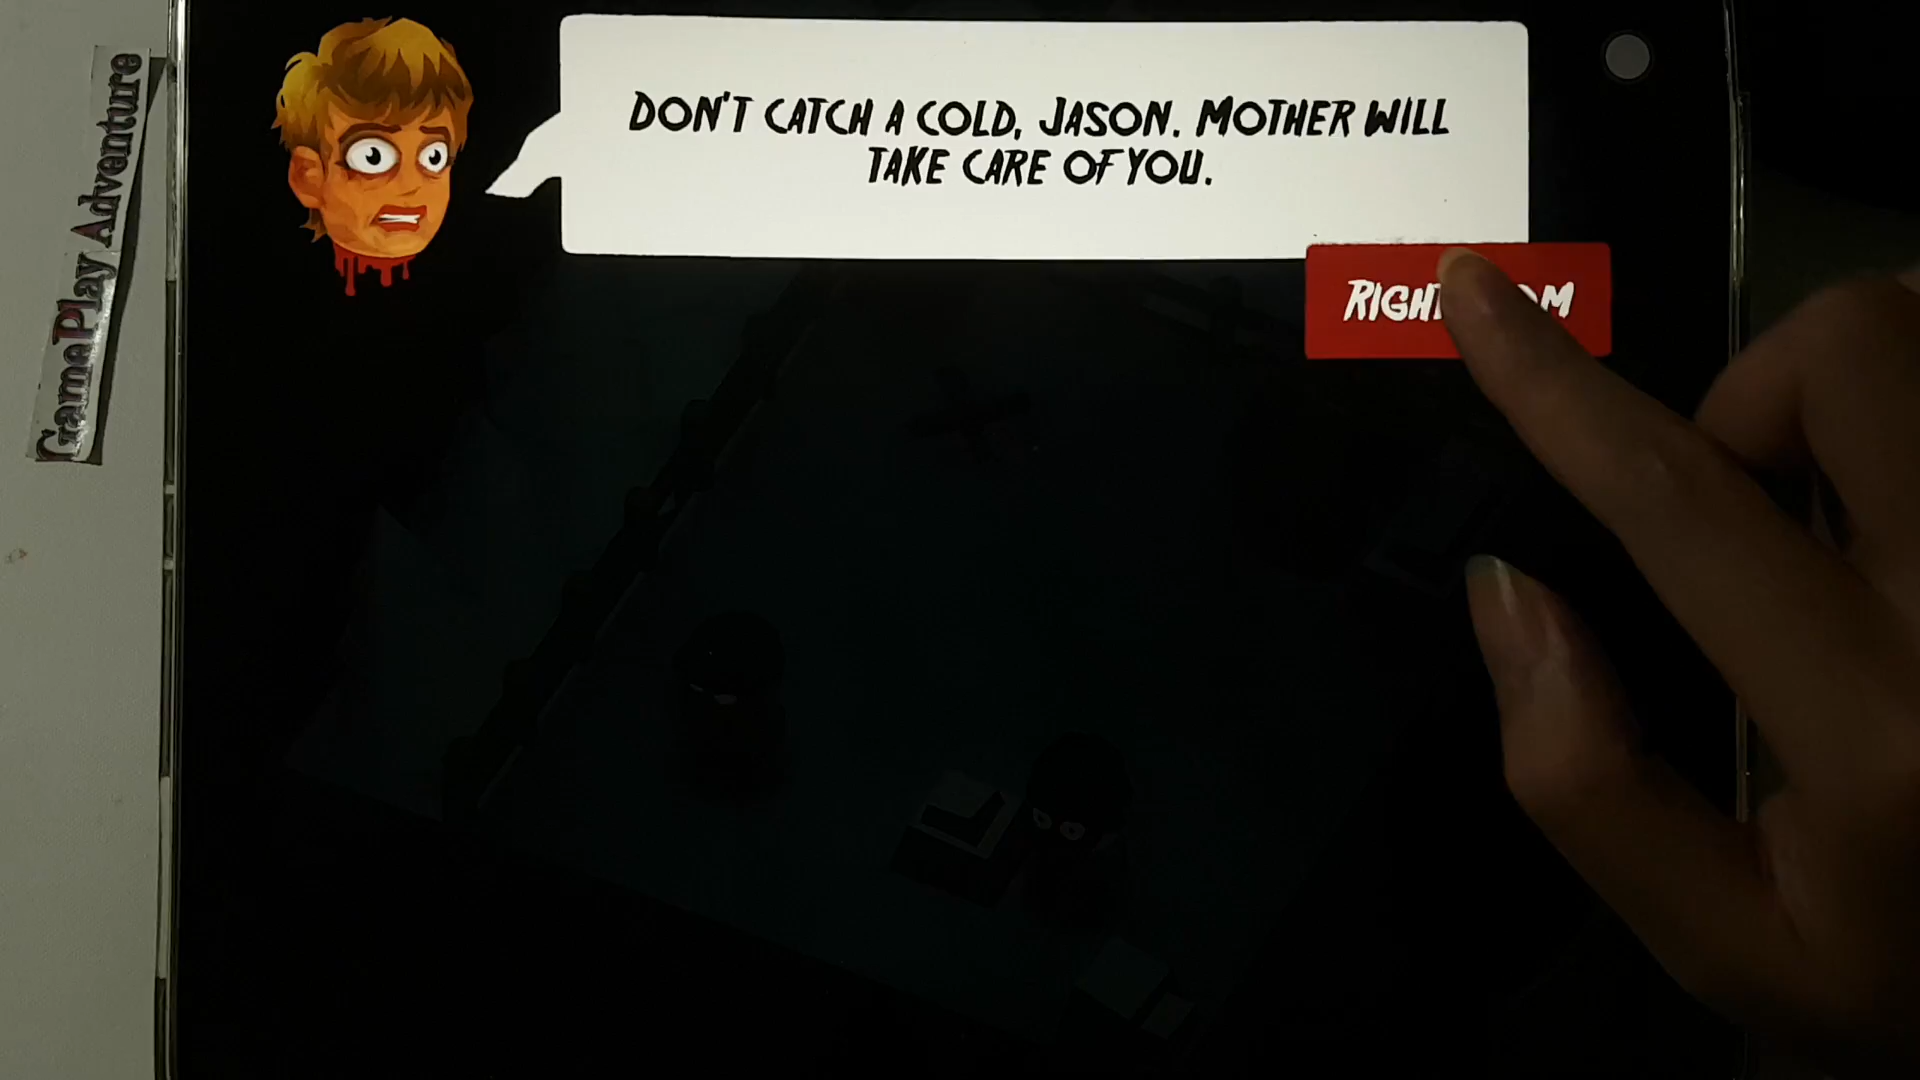 GamePlay Adventure
DON'T CATCH A COLD, JASON. MOTHER WILL
TAKE CARE OF YOU.